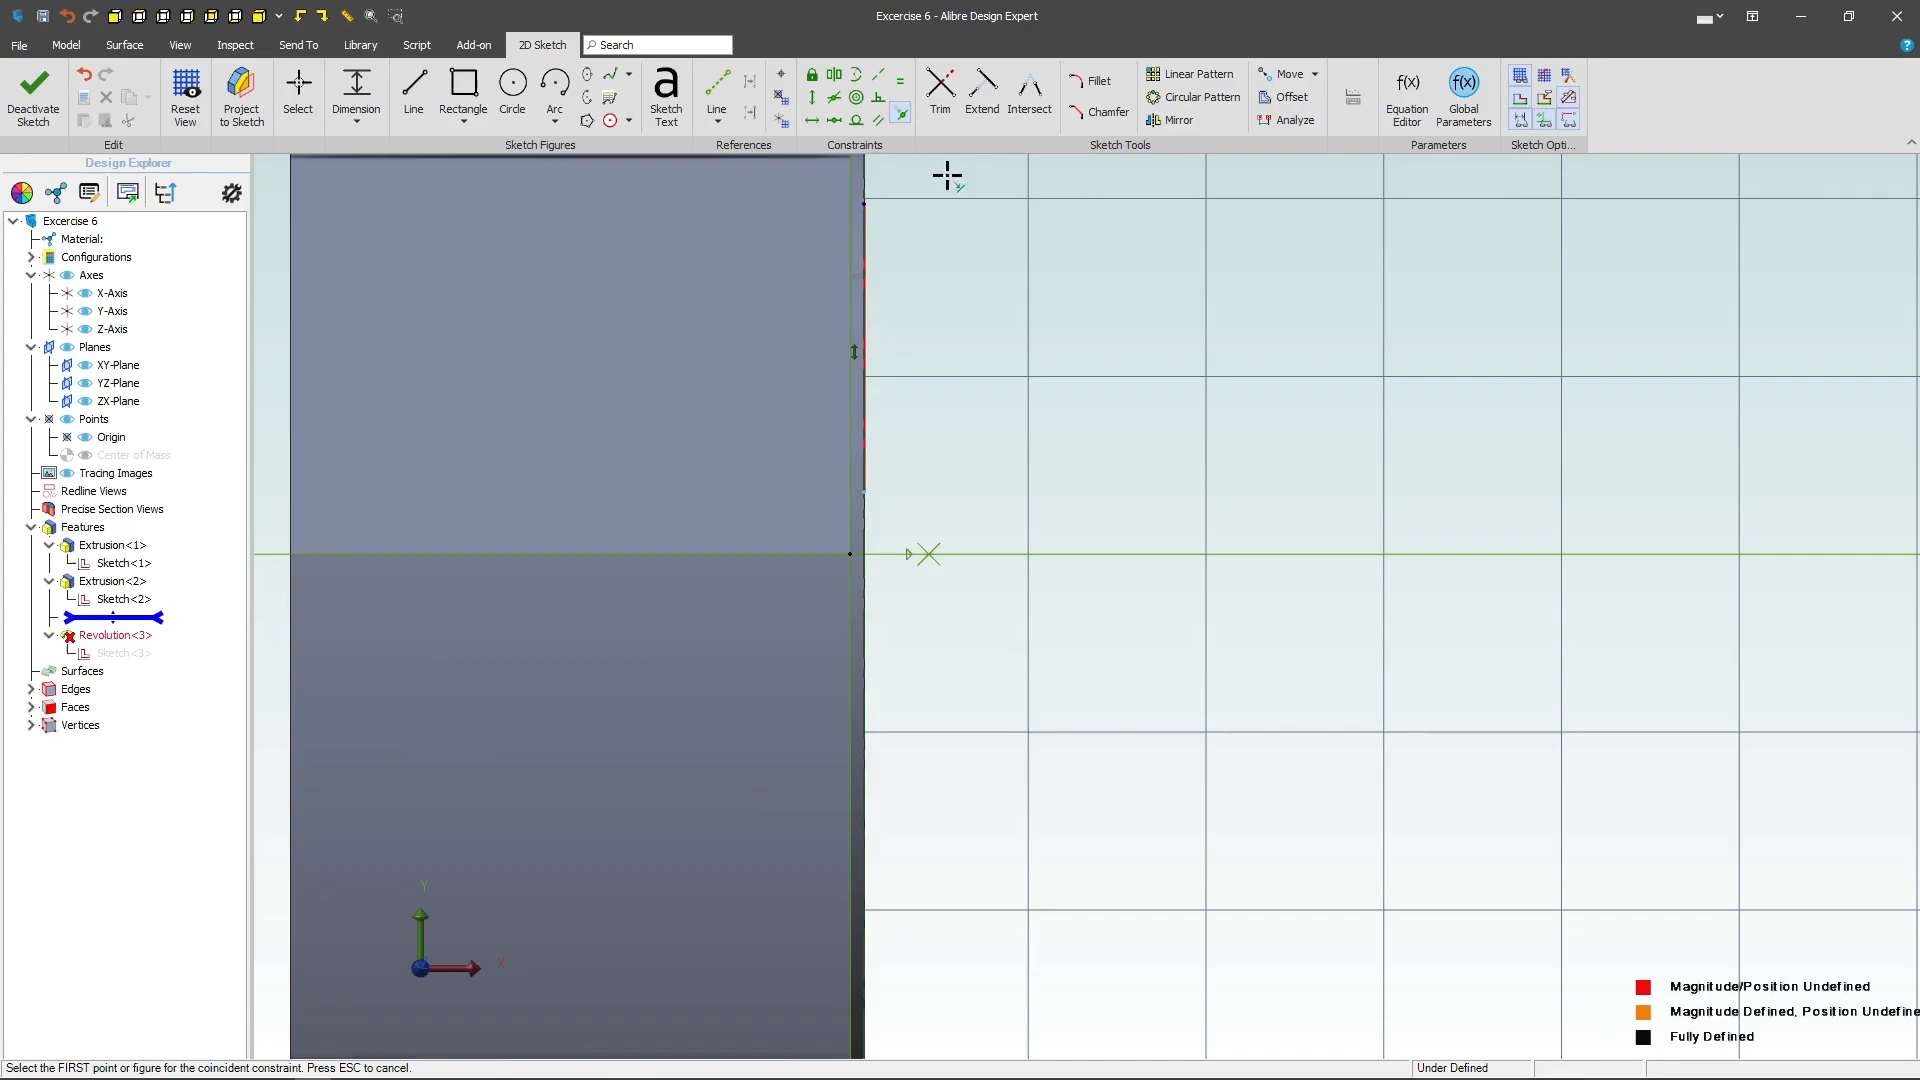 Excercise 6 - Alibre Design Expert
File Model Surface View Inspect Send To Library Script Add-on 2D Sketch Search
Deactivate Sketch
Reset View
Project to Sketch
Select
Dimension
Line
Rectangle
Circle
Arc
Sketch Text
Line
Trim
Extend
Intersect
Fillet
Chamfer
Linear Pattern
Circular Pattern
Mirror
Move
Offset
Analyze
f(x)
Equation Editor
f(x)
Global Parameters
Edit
Sketch Figures
References
Constraints
Sketch Tools
Parameters
Sketch Opti...
Design Explorer
Excercise 6
Material:
Configurations
Axes
X-Axis
Y-Axis
Z-Axis
Planes
XY-Plane
YZ-Plane
ZX-Plane
Points
Origin
Center of Mass
Tracing Images
Redline Views
Precise Section Views
Features
Extrusion<1>
Sketch<1>
Extrusion<2>
Sketch<2>
Revolution<3>
Sketch<3>
Surfaces
Edges
Faces
Vertices
Y
X
Magnitude/Position Undefined
Magnitude Defined, Position Undefine
Fully Defined
Select the FIRST point or figure for the coincident constraint. Press ESC to cancel.
Under Defined